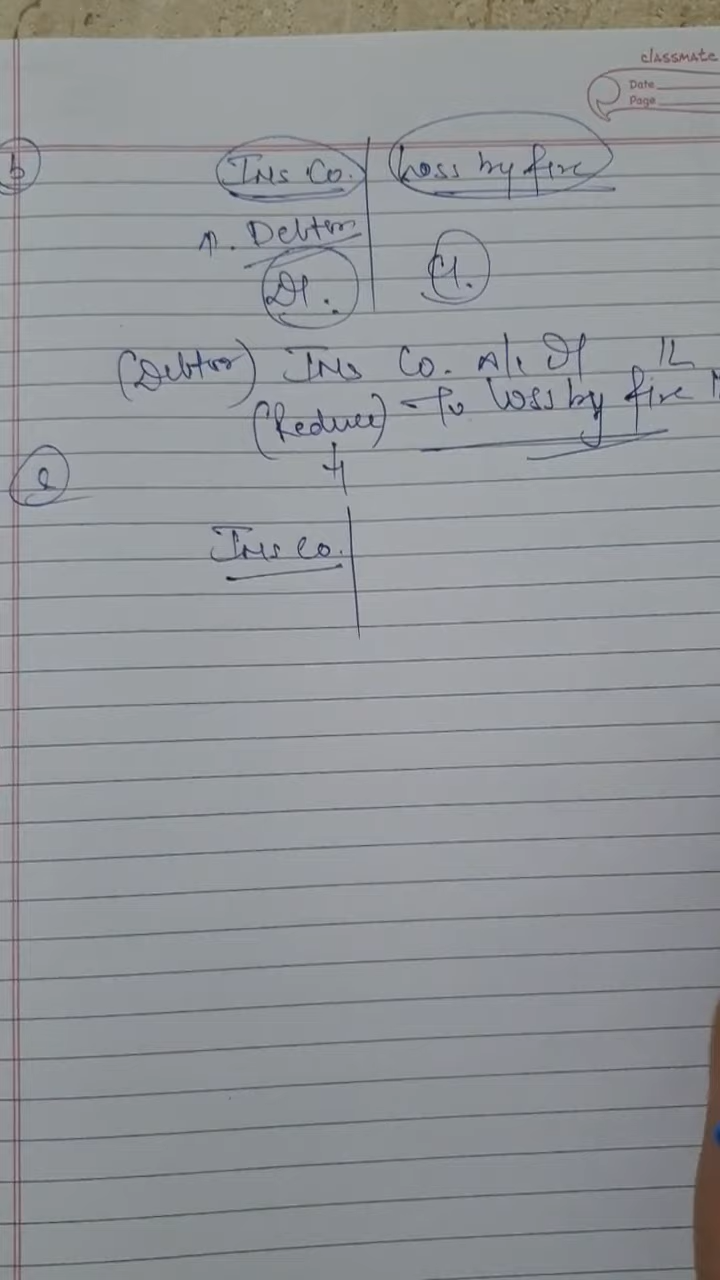 classmate
Date
Page
b Ins Co. Loss by fire
↑. Debtor
Dr. Cr.
(Debtor) Ins Co. A/c Dr 1L
(Reduce) To Loss by fire
Ins Co.